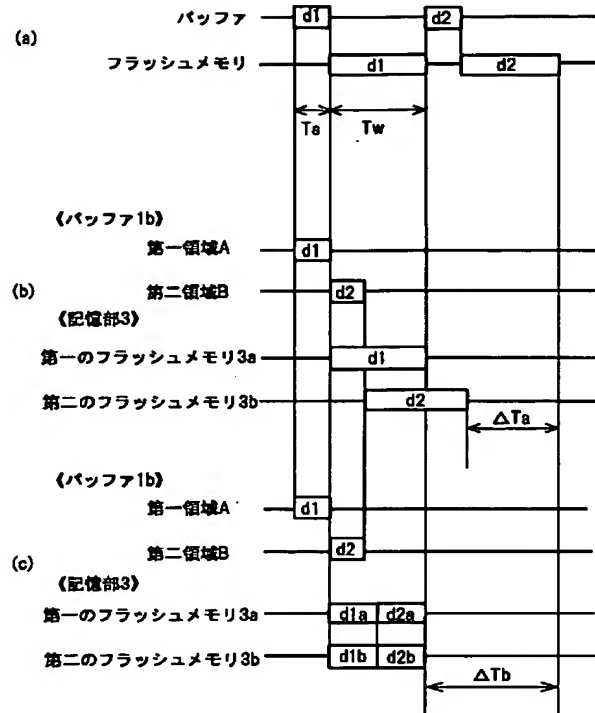 バッファ d1 d2
(a)
フラッシュメモリ d1 d2
Ta Tw
《バッファ1b》
第一領域A d1
(b) 第二領域B d2
《記憶部3》
第一のフラッシュメモリ3a d1
第二のフラッシュメモリ3b d2
△Ta
《バッファ1b》
第一領域A d1
第二領域B d2
(c)
《記憶部3》
第一のフラッシュメモリ3a d1a d2a
第二のフラッシュメモリ3b d1b d2b
△Tb